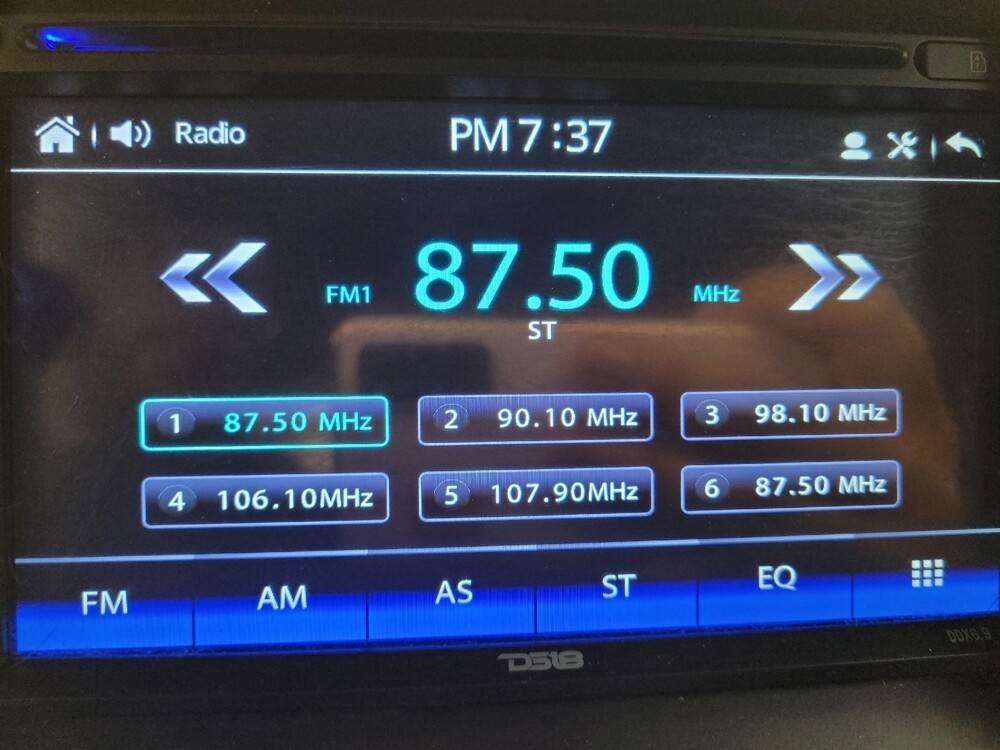 Radio PM 7:37
FM1 87.50 MHz
ST
1 87.50 MHz 2 90.10 MHz 3 98.10 MHz
4 106.10MHz 5 107.90MHz 6 87.50 MHz
FM AM AS ST EQ
DDX6.9
DS18